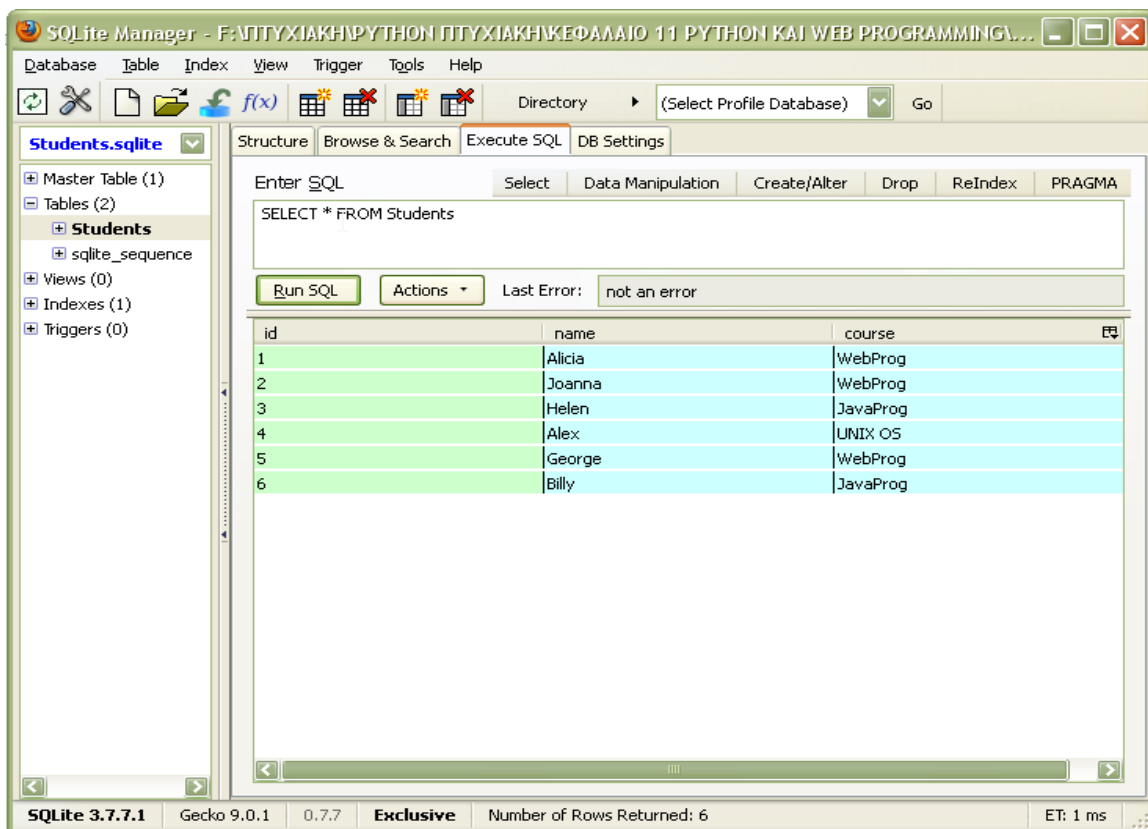 SQLite Manager - F:\ΠΤΥΧΙΑΚΗ\PYTHON ΠΤΥΧΙΑΚΗ\ΚΕΦΑΛΑΙΟ 11 PYTHON ΚΑΙ WEB PROGRAMMING\...
Database Table Index View Trigger Tools Help
f(x) Directory (Select Profile Database) Go
Students.sqlite
Master Table (1)
Tables (2)
Students
sqlite_sequence
Views (0)
Indexes (1)
Triggers (0)
Structure Browse & Search Execute SQL DB Settings
Enter SQL Select Data Manipulation Create/Alter Drop ReIndex PRAGMA
SELECT * FROM Students
Run SQL Actions Last Error: not an error
id name course
1 Alicia WebProg
2 Joanna WebProg
3 Helen JavaProg
4 Alex UNIX OS
5 George WebProg
6 Billy JavaProg
SQLite 3.7.7.1 Gecko 9.0.1 0.7.7 Exclusive Number of Rows Returned: 6 ET: 1 ms